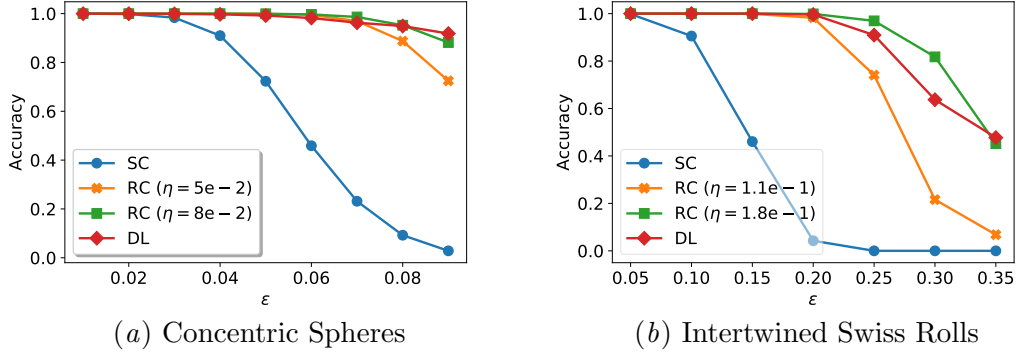 1.0
0.8
0.6
0.4
0.2
0.0
Accuracy
SC
RC (η = 5e − 2)
RC (η = 8e − 2)
DL
0.02 0.04 0.06 0.08
ε
(a) Concentric Spheres
1.0
0.8
0.6
0.4
0.2
0.0
Accuracy
SC
RC (η = 1.1e − 1)
RC (η = 1.8e − 1)
DL
0.05 0.10 0.15 0.20 0.25 0.30 0.35
ε
(b) Intertwined Swiss Rolls